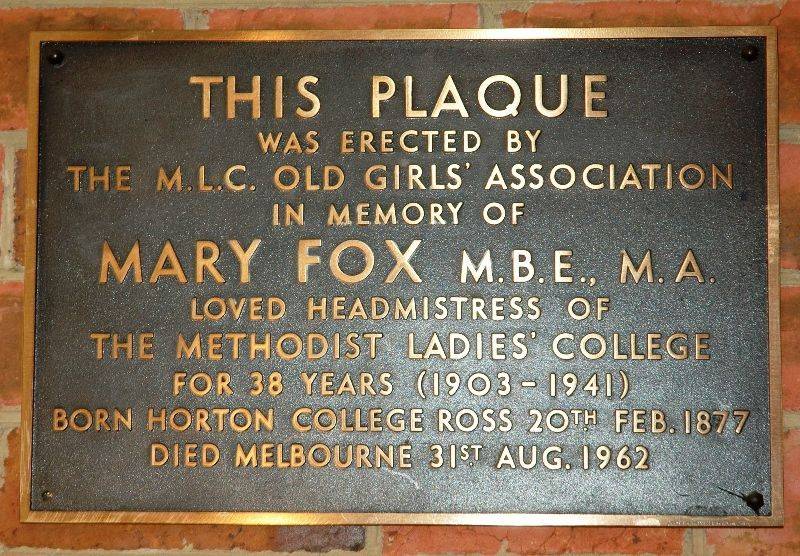 THIS PLAQUE
WAS ERECTED BY
THE M.L.C. OLD GIRLS' ASSOCIATION
IN MEMORY OF
MARY FOX M.B.E., M.A.
LOVED HEADMISTRESS OF
THE METHODIST LADIES' COLLEGE
FOR 38 YEARS (1903-1941)
BORN HORTON COLLEGE ROSS 20TH FEB. 1877
DIED MELBOURNE 31ST AUG. 1962